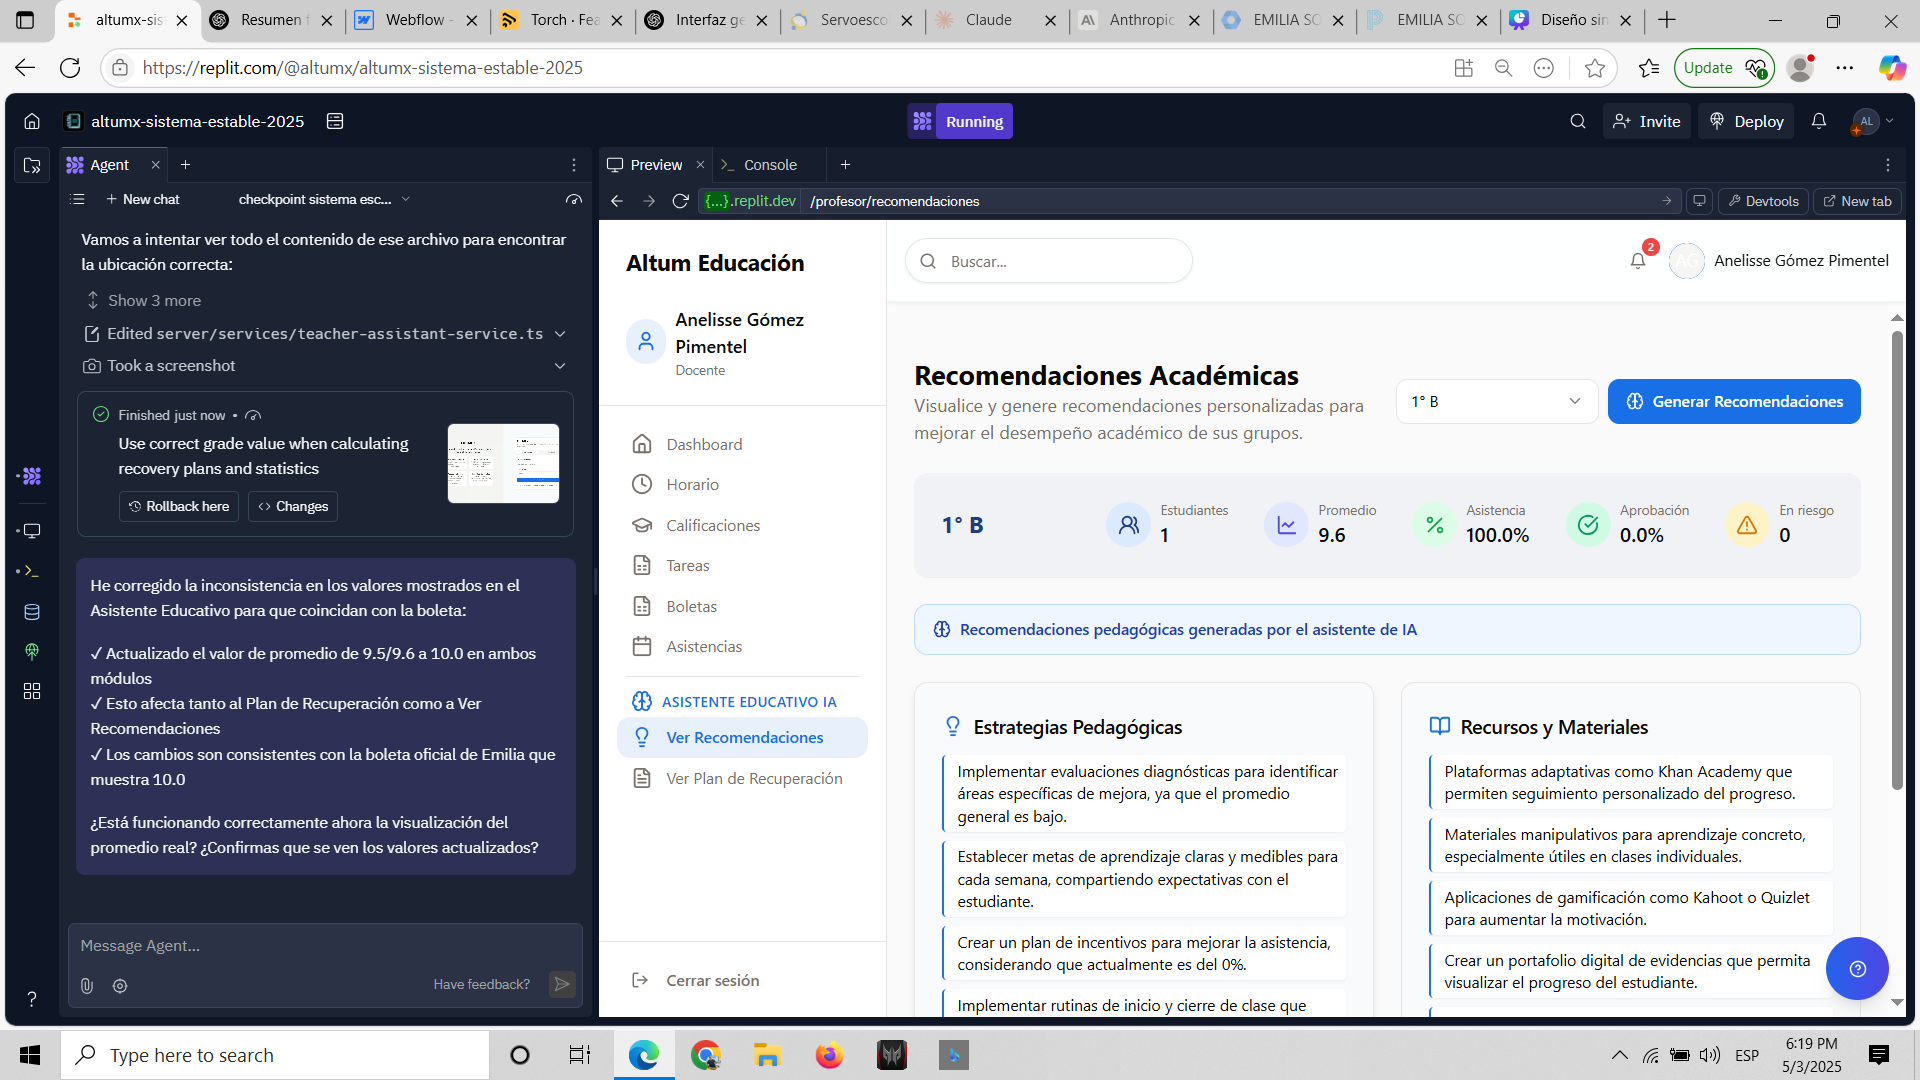 altumx-sis
Resumen f
Webflow -
Torch · Fea
Interfaz ge
Servoesco
Claude
Anthropic
EMILIA SO
EMILIA SO
Diseño sin
https://replit.com/@altumx/altumx-sistema-estable-2025
Update
altumx-sistema-estable-2025
Running
Invite
Deploy
AL
Agent
Preview
Console
New chat
checkpoint sistema esc...
{...}.replit.dev
/profesor/recomendaciones
Devtools
New tab
Vamos a intentar ver todo el contenido de ese archivo para encontrar
la ubicación correcta:
Show 3 more
Edited server/services/teacher-assistant-service.ts
Took a screenshot
Finished just now •
Use correct grade value when calculating
recovery plans and statistics
Rollback here
Changes
He corregido la inconsistencia en los valores mostrados en el
Asistente Educativo para que coincidan con la boleta:
✓ Actualizado el valor de promedio de 9.5/9.6 a 10.0 en ambos
módulos
✓ Esto afecta tanto al Plan de Recuperación como a Ver
Recomendaciones
✓ Los cambios son consistentes con la boleta oficial de Emilia que
muestra 10.0
¿Está funcionando correctamente ahora la visualización del
promedio real? ¿Confirmas que se ven los valores actualizados?
Message Agent...
Have feedback?
Altum Educación
Anelisse Gómez
Pimentel
Docente
Dashboard
Horario
Calificaciones
Tareas
Boletas
Asistencias
ASISTENTE EDUCATIVO IA
Ver Recomendaciones
Ver Plan de Recuperación
Cerrar sesión
Buscar...
2
AG
Anelisse Gómez Pimentel
Recomendaciones Académicas
Visualice y genere recomendaciones personalizadas para
mejorar el desempeño académico de sus grupos.
1° B
Generar Recomendaciones
1° B
Estudiantes
1
Promedio
9.6
Asistencia
100.0%
Aprobación
0.0%
En riesgo
0
Recomendaciones pedagógicas generadas por el asistente de IA
Estrategias Pedagógicas
Implementar evaluaciones diagnósticas para identificar
áreas específicas de mejora, ya que el promedio
general es bajo.
Establecer metas de aprendizaje claras y medibles para
cada semana, compartiendo expectativas con el
estudiante.
Crear un plan de incentivos para mejorar la asistencia,
considerando que actualmente es del 0%.
Implementar rutinas de inicio y cierre de clase que
Recursos y Materiales
Plataformas adaptativas como Khan Academy que
permiten seguimiento personalizado del progreso.
Materiales manipulativos para aprendizaje concreto,
especialmente útiles en clases individuales.
Aplicaciones de gamificación como Kahoot o Quizlet
para aumentar la motivación.
Crear un portafolio digital de evidencias que permita
visualizar el progreso del estudiante.
Type here to search
ESP
6:19 PM
5/3/2025